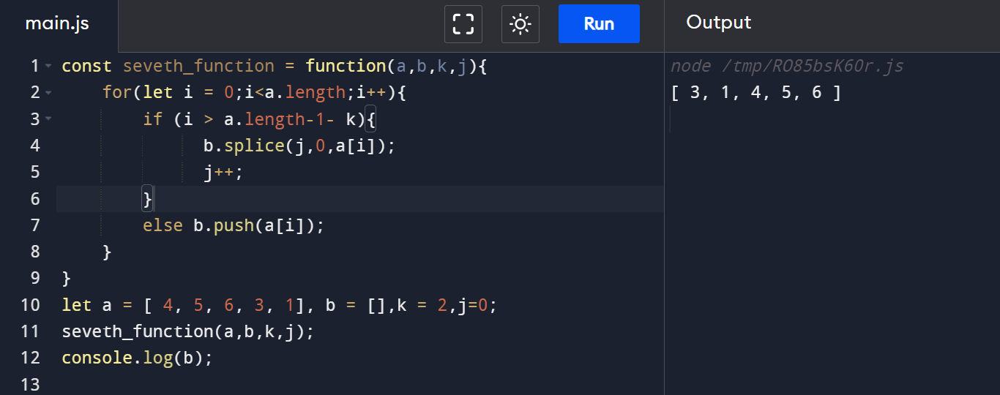 main.js
Run
Output
1 const seveth_function = function(a,b,k,j){
2 for(let i = 0;i<a.length;i++){
3 if (i > a.length-1- k){
4 b.splice(j,0,a[i]);
5 j++;
6 }
7 else b.push(a[i]);
8 }
9 }
10 let a = [ 4, 5, 6, 3, 1], b = [],k = 2,j=0;
11 seveth_function(a,b,k,j);
12 console.log(b);
13
node /tmp/RO85bsK60r.js
[ 3, 1, 4, 5, 6 ]